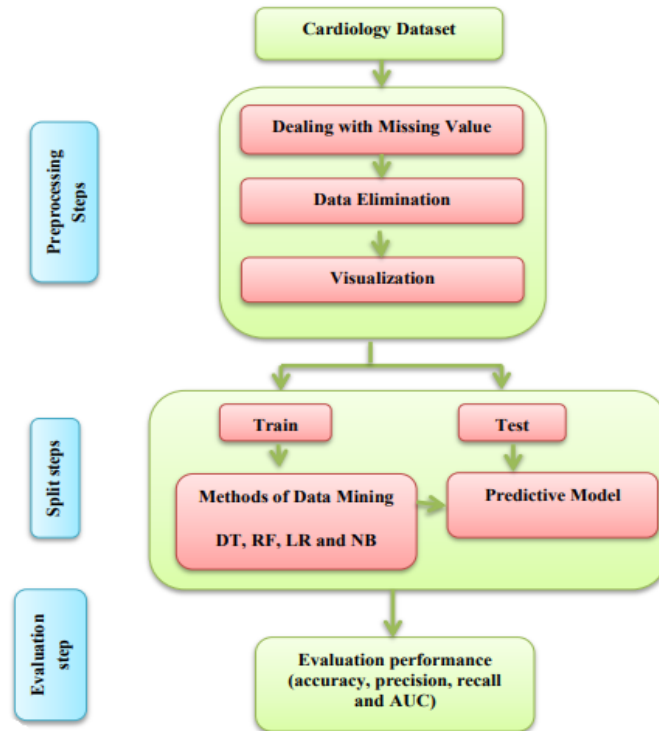 Cardiology Dataset
Preprocessing
Steps
Dealing with Missing Value
Data Elimination
Visualization
Split steps
Train
Test
Methods of Data Mining
DT, RF, LR and NB
Predictive Model
Evaluation
step
Evaluation performance
(accuracy, precision, recall
and AUC)